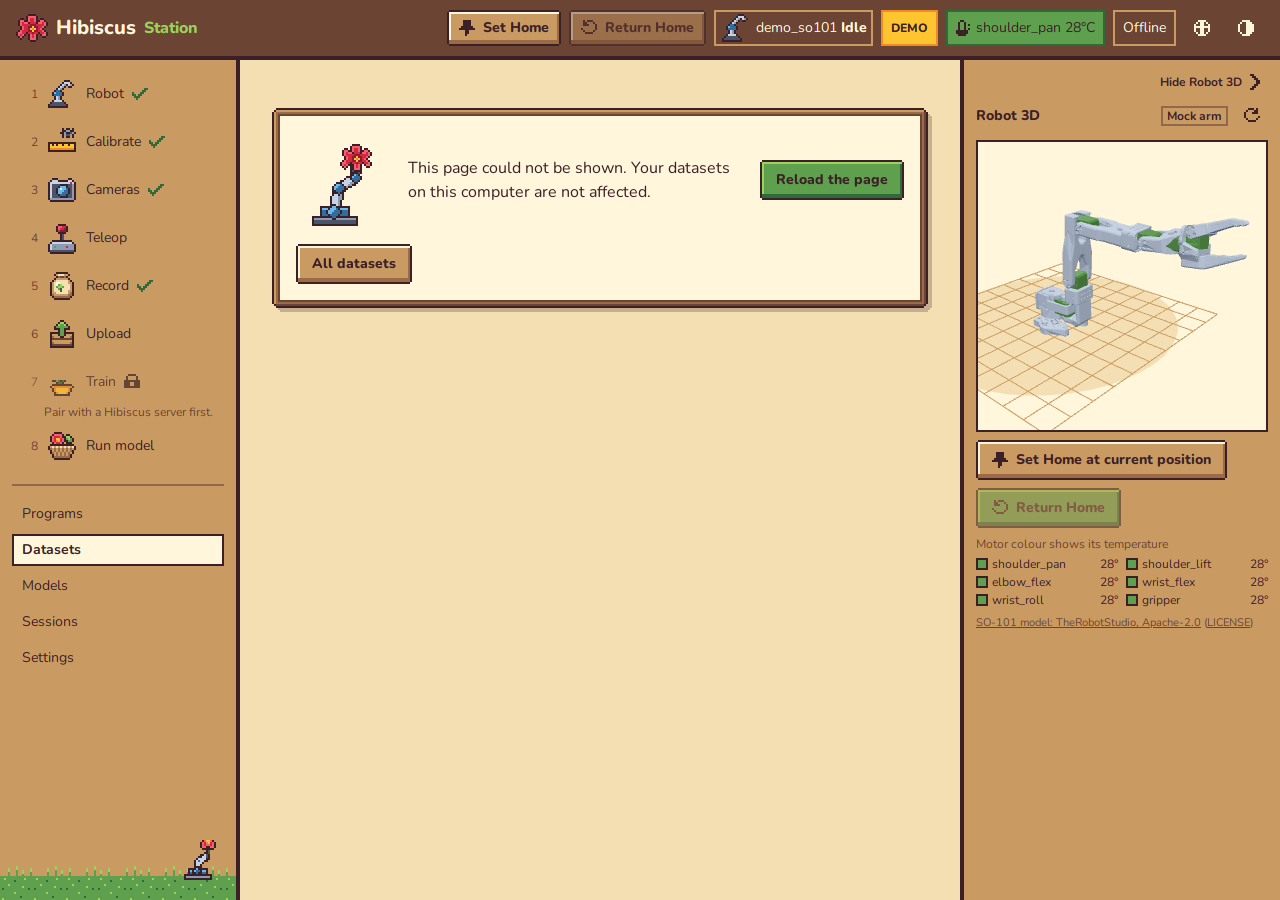 Hibiscus Station
Set Home
Return Home
demo_so101 Idle
DEMO
shoulder_pan 28°C
Offline
1 Robot
2 Calibrate
3 Cameras
4 Teleop
5 Record
6 Upload
7 Train
Pair with a Hibiscus server first.
8 Run model
Programs
Datasets
Models
Sessions
Settings
This page could not be shown. Your datasets
on this computer are not affected.
Reload the page
All datasets
Hide Robot 3D
Robot 3D
Mock arm
Set Home at current position
Return Home
Motor colour shows its temperature
shoulder_pan 28° shoulder_lift 28°
elbow_flex 28° wrist_flex 28°
wrist_roll 28° gripper 28°
SO-101 model: TheRobotStudio, Apache-2.0 (LICENSE)